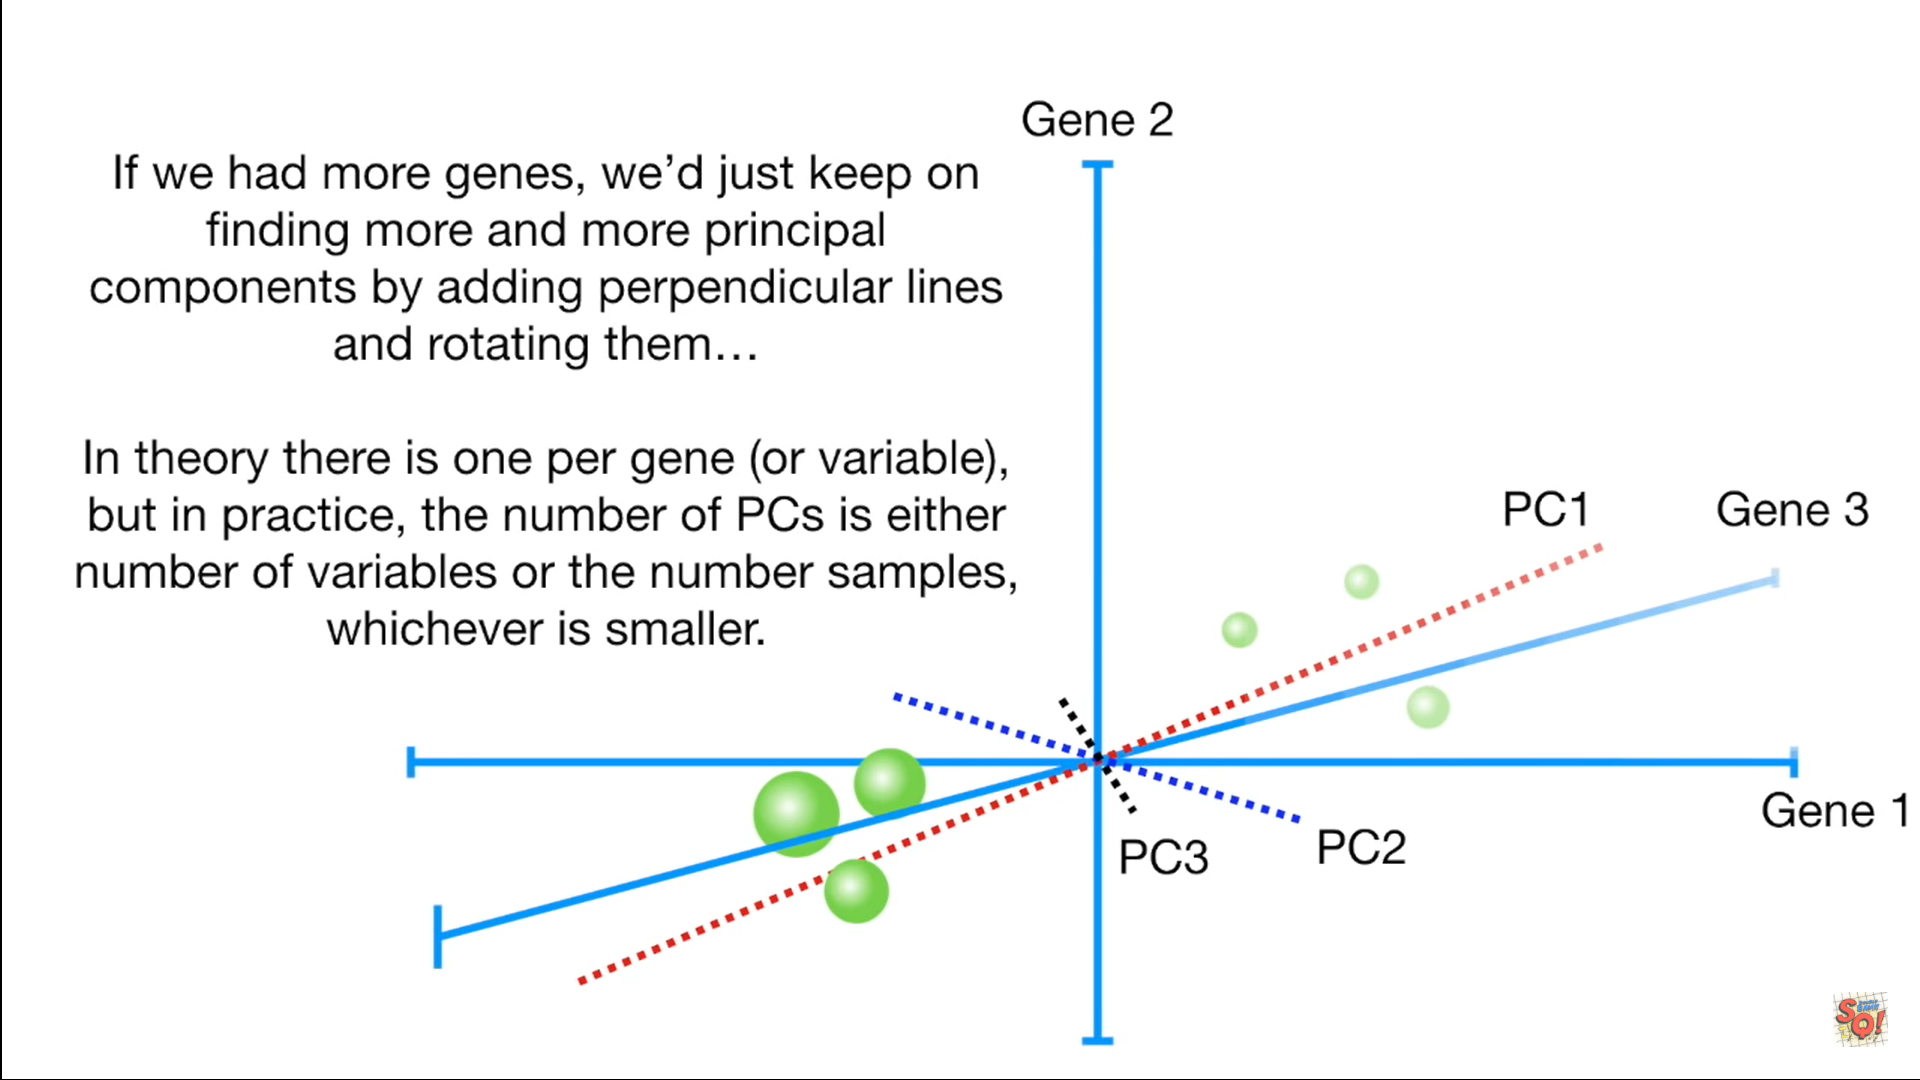 Gene 2
If we had more genes, we’d just keep on
finding more and more principal
components by adding perpendicular lines
and rotating them…
In theory there is one per gene (or variable),
but in practice, the number of PCs is either
number of variables or the number samples,
whichever is smaller.
PC1
Gene 3
Gene 1
PC2
PC3
SQ!